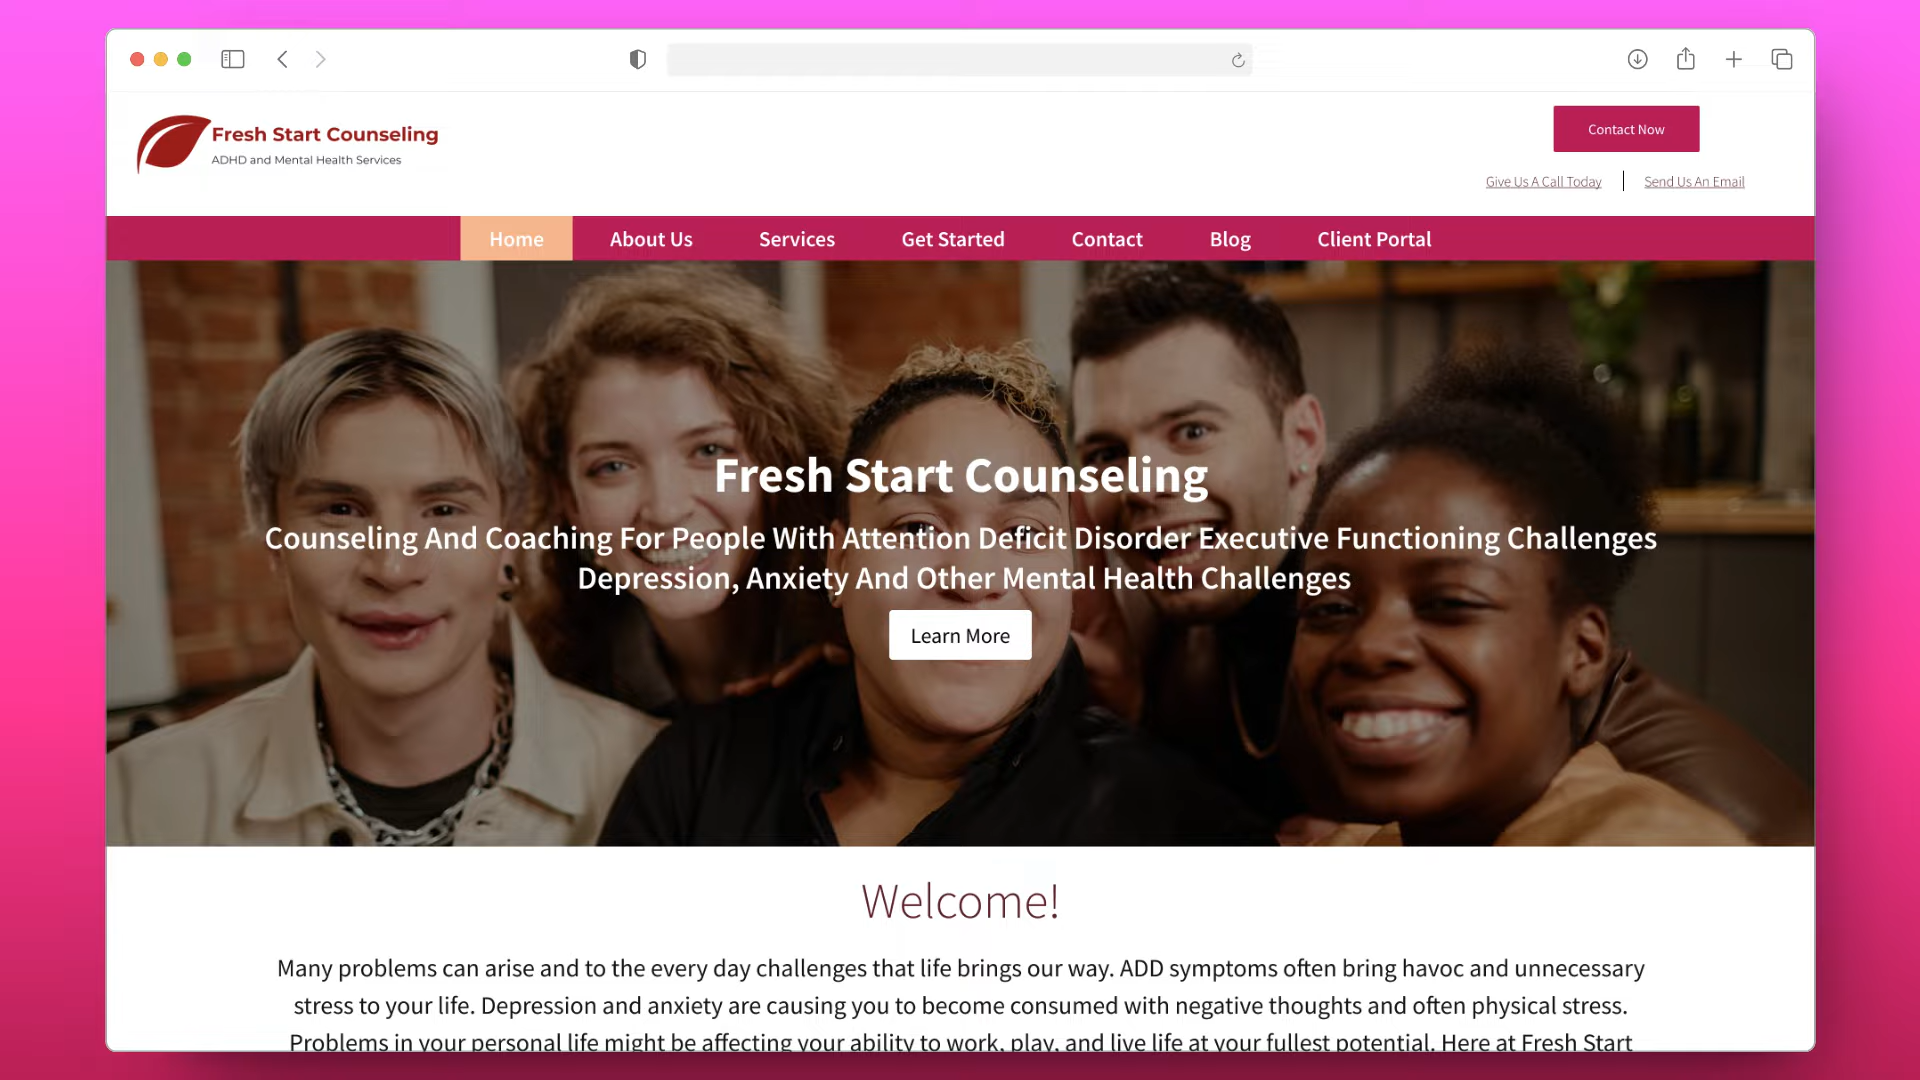 Fresh Start Counseling
ADHD and Mental Health Services
Contact Now
Give Us A Call Today
Send Us An Email
Home
About Us
Services
Get Started
Contact
Blog
Client Portal
Fresh Start Counseling
Counseling And Coaching For People With Attention Deficit Disorder Executive Functioning Challenges
Depression, Anxiety And Other Mental Health Challenges
Learn More
Welcome!
Many problems can arise and to the every day challenges that life brings our way. ADD symptoms often bring havoc and unnecessary
stress to your life. Depression and anxiety are causing you to become consumed with negative thoughts and often physical stress.
Problems in your personal life might be affecting your ability to work, play, and live life at your fullest potential. Here at Fresh Start